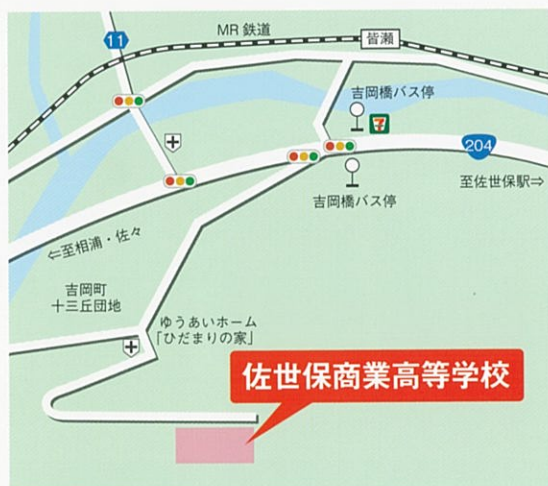 MR 鉄道
皆瀬
11
吉岡橋バス停
7
204
至佐世保駅⇒
吉岡橋バス停
⇐至相浦・佐々
吉岡町
十三丘団地
ゆうあいホーム
「ひだまりの家」
佐世保商業高等学校